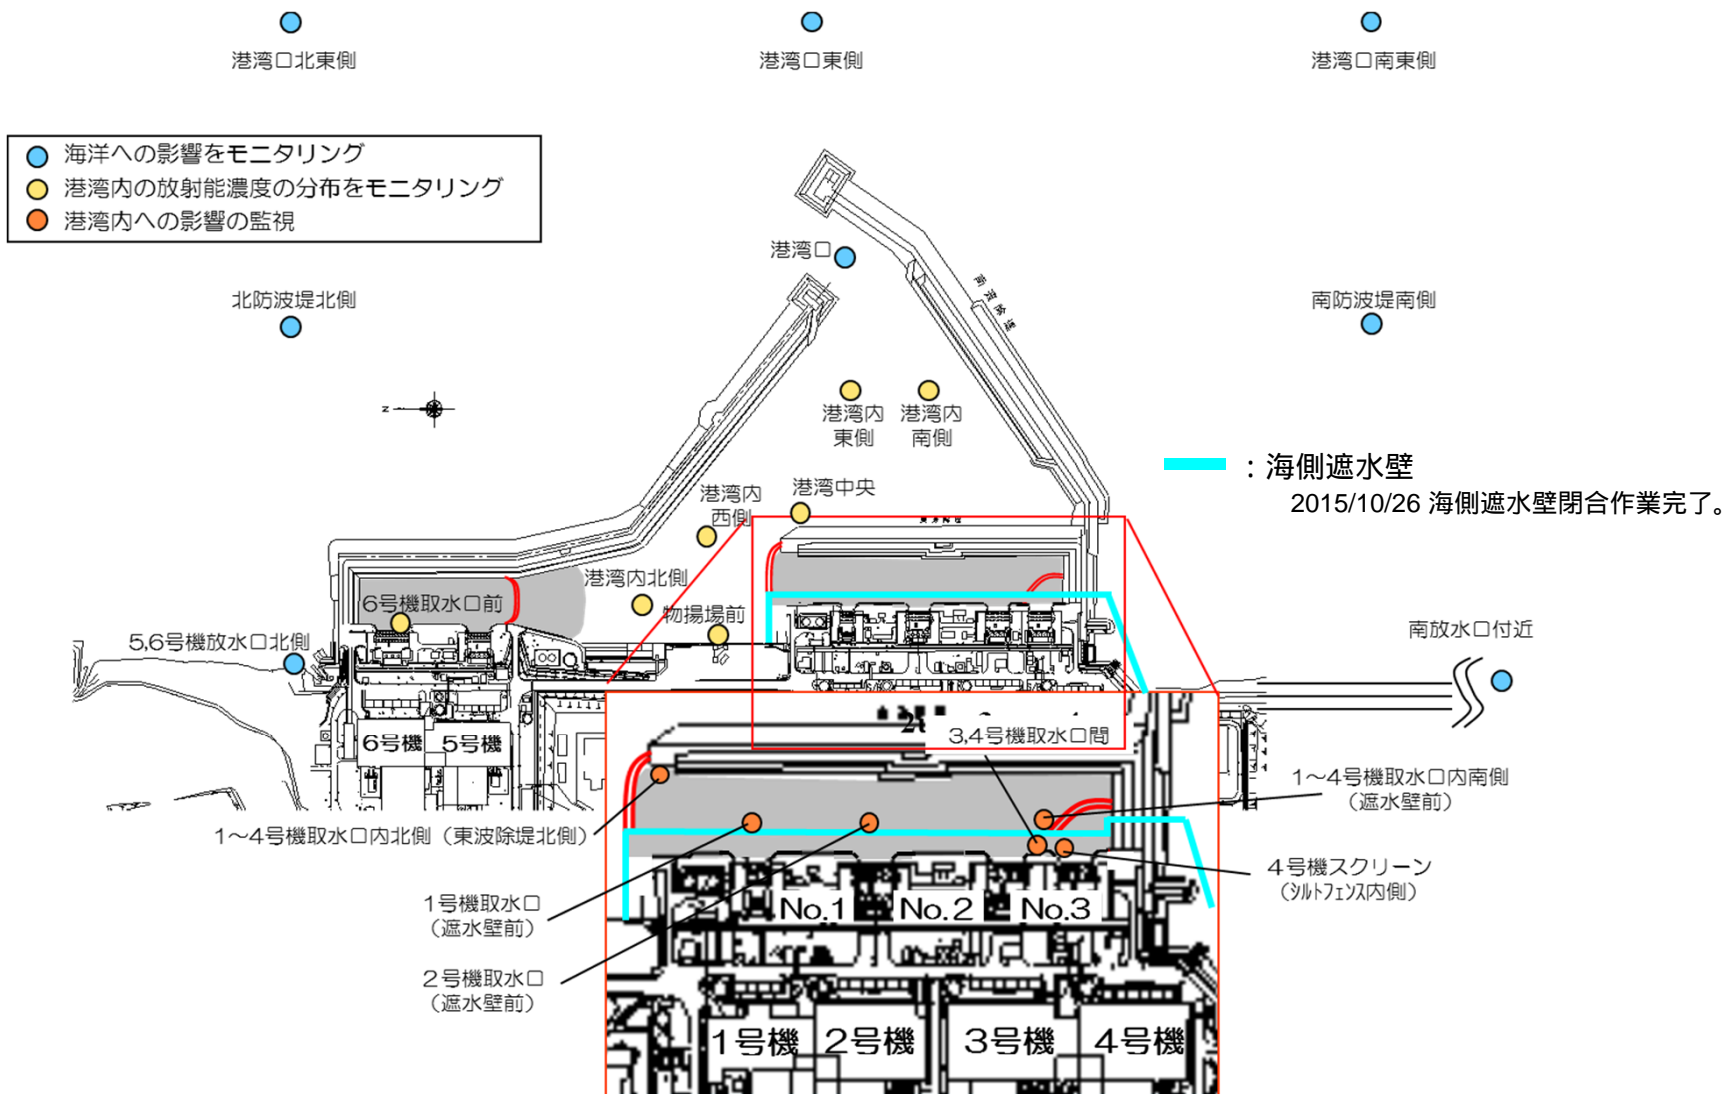 港湾口北東側
港湾口東側
港湾口南東側
海洋への影響をモニタリング
港湾内の放射能濃度の分布をモニタリング
港湾内への影響の監視
港湾口
北防波堤北側
南防波堤南側
港湾内
東側
港湾内
南側
：海側遮水壁
2015/10/26 海側遮水壁閉合作業完了。
港湾内
西側
港湾中央
港湾内北側
6号機取水口前
物揚場前
5,6号機放水口北側
南放水口付近
6号機
5号機
3,4号機取水口間
1～4号機取水口内南側
（遮水壁前）
1～4号機取水口内北側（東波除堤北側）
4号機スクリーン
（シルトフェンス内側）
1号機取水口
（遮水壁前）
No.1
No.2
No.3
2号機取水口
（遮水壁前）
1号機
2号機
3号機
4号機